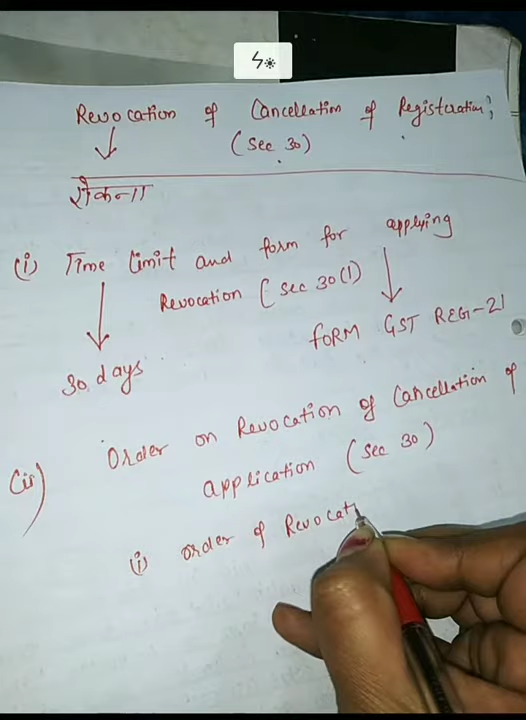 Revocation of Cancellation of Registeration;
(Sec 30)
रोकना
(i) Time limit and form for applying
Revocation (Sec 30(1)
30 days
FORM GST REG-21
(ii) Order on Revocation of Cancellation of
application (Sec 30)
(i) order of Revocat